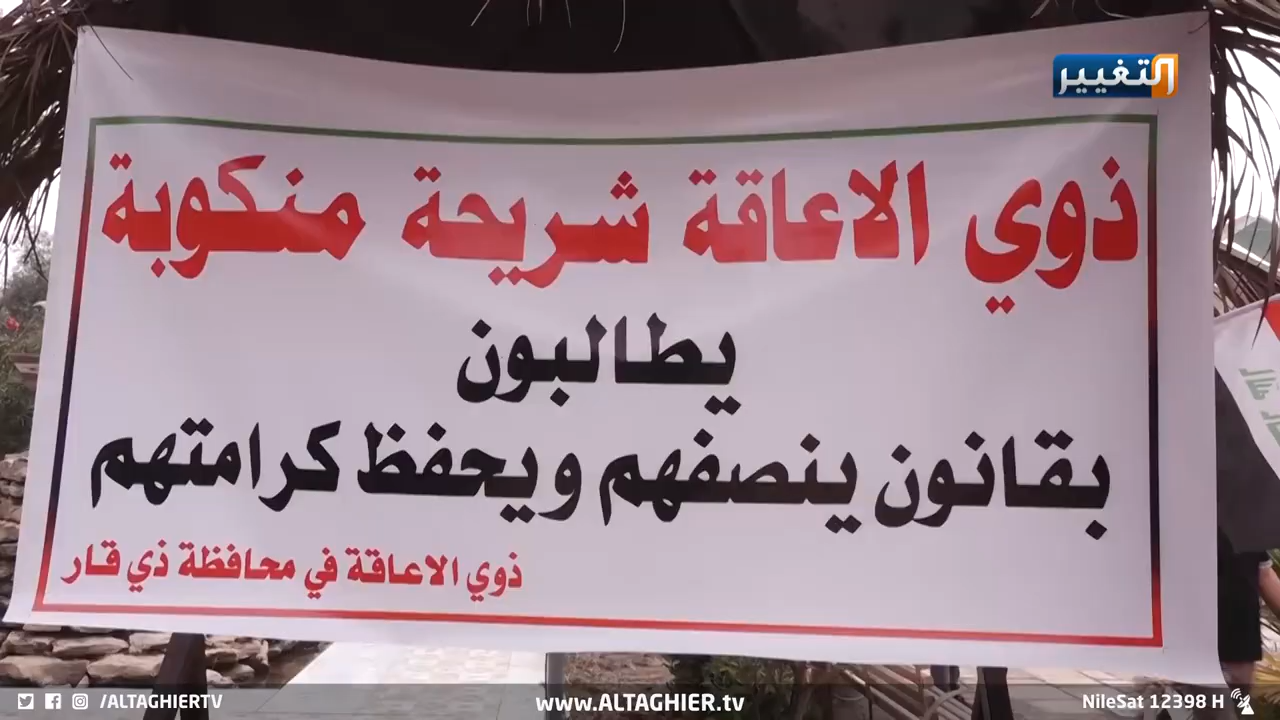 التغيير
ذوي الاعاقة شريحة منكوبة
يطالبون
بقانون ينصفهم ويحفظ كرامتهم
ذوي الاعاقة في محافظة ذي قار
/ALTAGHIERTV
www.ALTAGHIER.tv
NileSat 12398 H